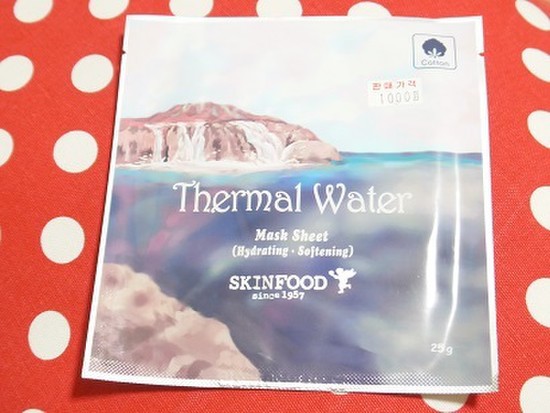 Cotton
판매가격
1000원
Thermal Water
Mask Sheet
(Hydrating · Softening)
SKINFOOD
since 1957
25g